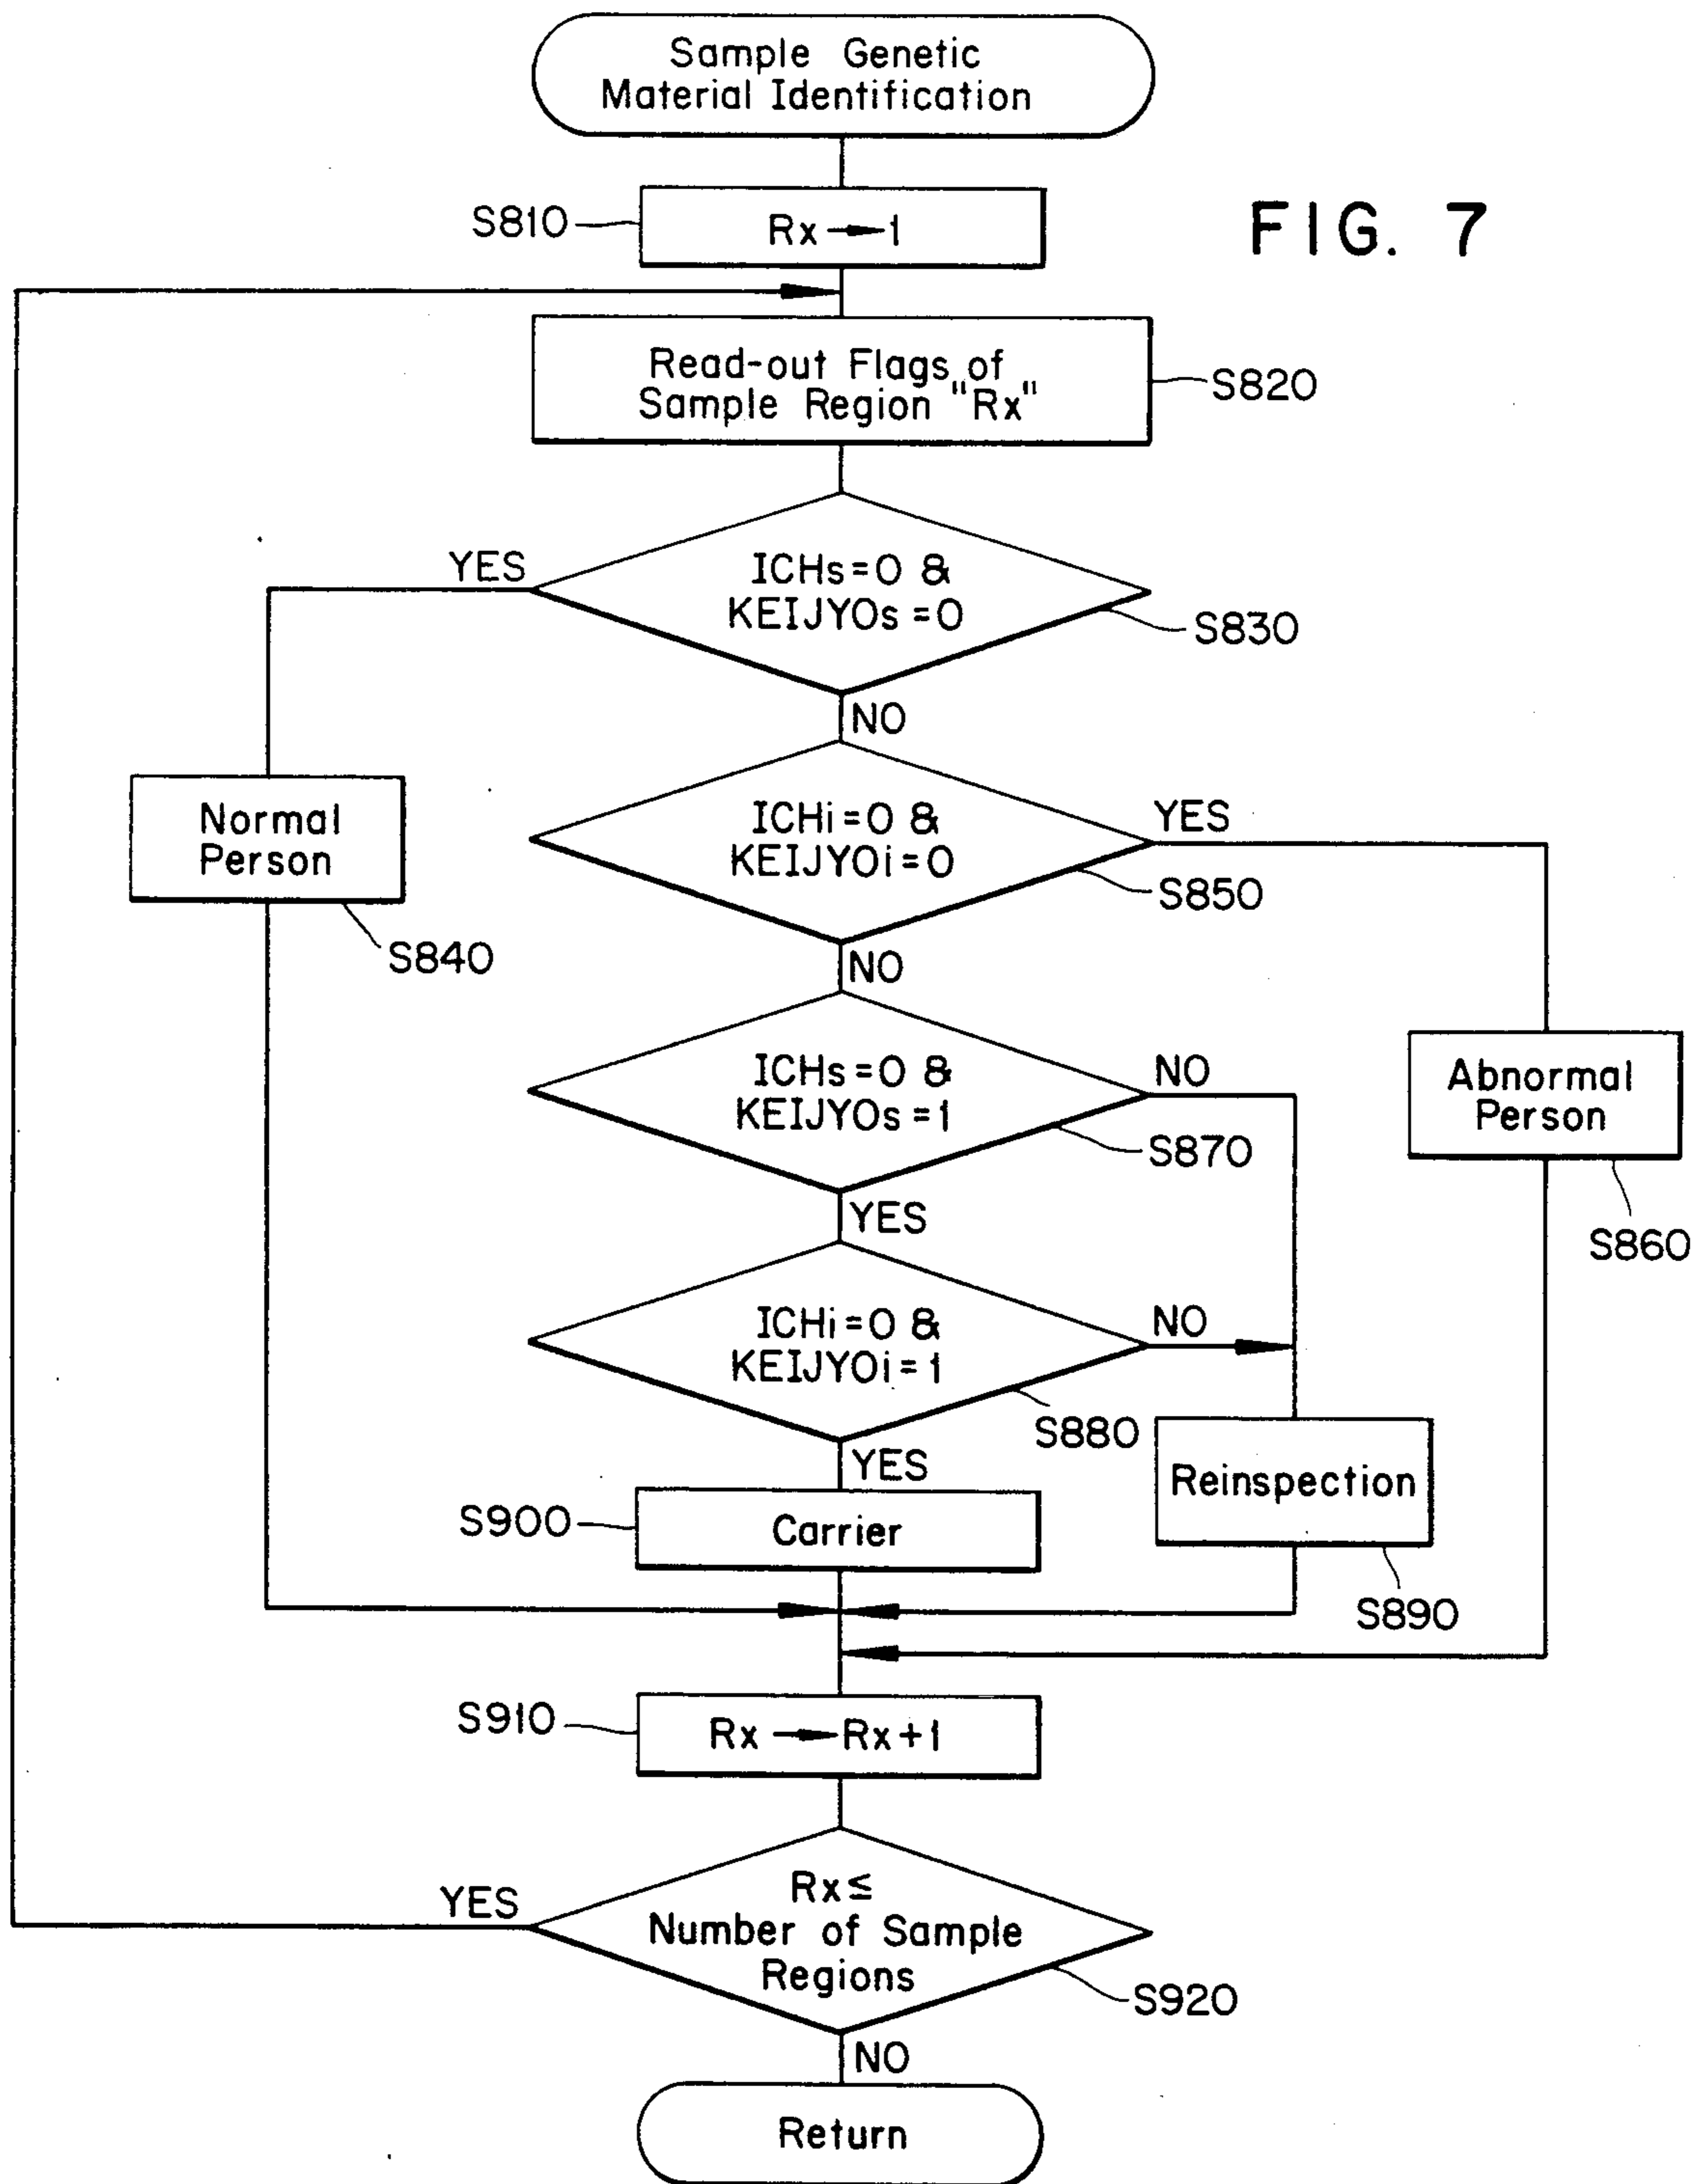 Sample Genetic
Material Identification
FIG. 7
S810
Rx → 1
Read-out Flags of
Sample Region "Rx"
S820
YES
ICHs = 0 &
KEIJYOs = 0
S830
NO
Normal
Person
S840
ICHi = 0 &
KEIJYOi = 0
YES
S850
NO
Abnormal
Person
S860
ICHs = 0 &
KEIJYOs = 1
NO
S870
YES
ICHi = 0 &
KEIJYOi = 1
NO
S880
YES
Reinspection
S890
S900
Carrier
S910
Rx → Rx + 1
YES
Rx ≤
Number of Sample
Regions
S920
NO
Return